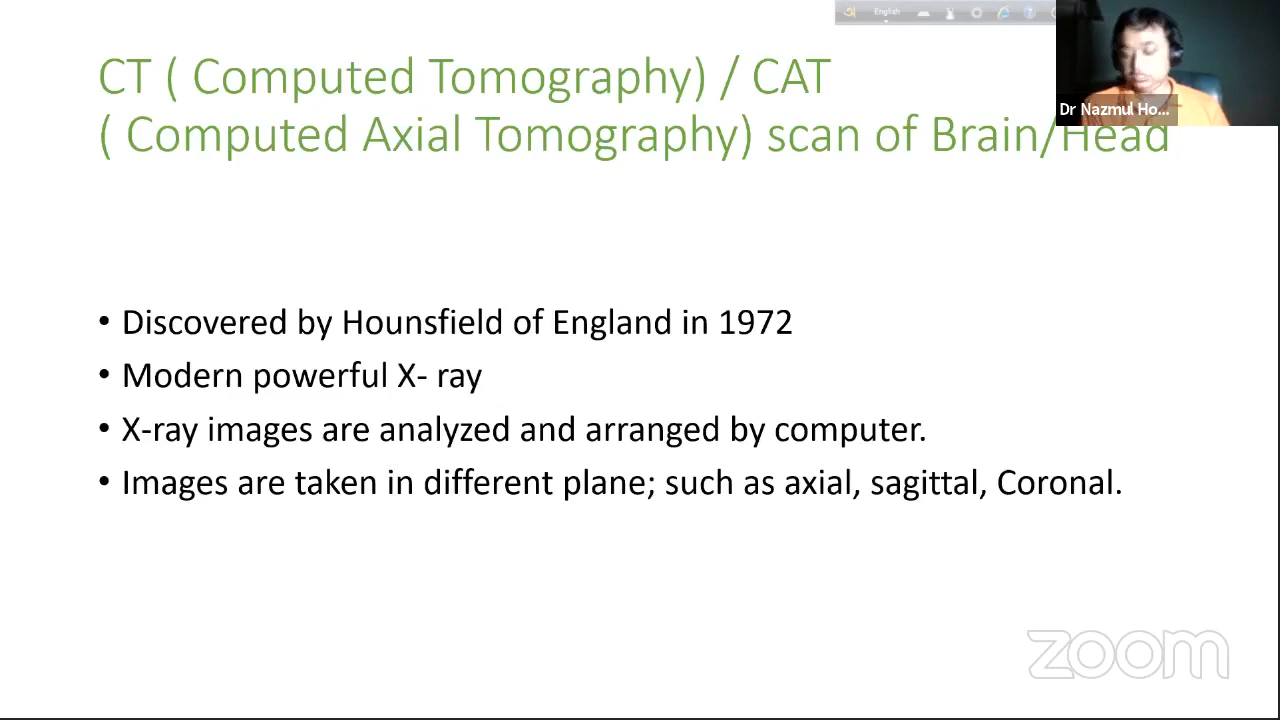 English
CT ( Computed Tomography) / CAT
( Computed Axial Tomography) scan of Brain/Head
Dr Nazmul Ho...
• Discovered by Hounsfield of England in 1972
• Modern powerful X- ray
• X-ray images are analyzed and arranged by computer.
• Images are taken in different plane; such as axial, sagittal, Coronal.
zoom